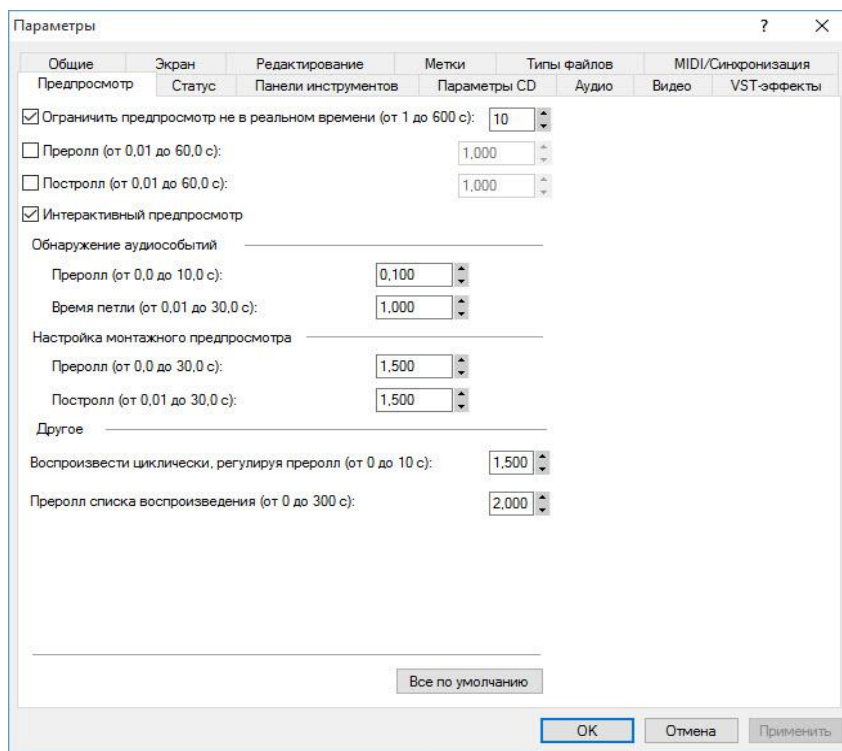 Параметры
?
Общие Экран Редактирование Метки Типы файлов MIDI/Синхронизация
Предпросмотр Статус Панели инструментов Параметры CD Аудио Видео VST-эффекты
Ограничить предпросмотр не в реальном времени (от 1 до 600 с): 10
Преролл (от 0,01 до 60,0 с): 1,000
Постролл (от 0,01 до 60,0 с): 1,000
Интерактивный предпросмотр
Обнаружение аудиособытий
Преролл (от 0,0 до 10,0 с): 0,100
Время петли (от 0,01 до 30,0 с): 1,000
Настройка монтажного предпросмотра
Преролл (от 0,0 до 30,0 с): 1,500
Постролл (от 0,01 до 30,0 с): 1,500
Другое
Воспроизвести циклически, регулируя преролл (от 0 до 10 с): 1,500
Преролл списка воспроизведения (от 0 до 300 с): 2,000
Все по умолчанию
OK Отмена Применить